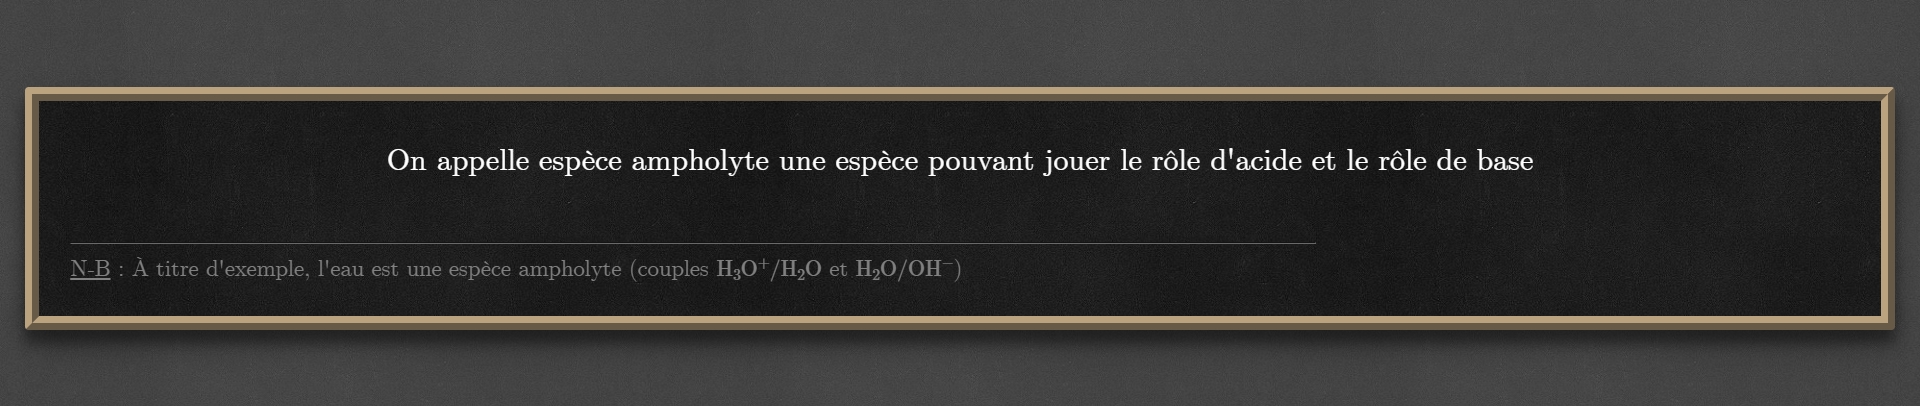 On appelle espèce ampholyte une espèce pouvant jouer le rôle d'acide et le rôle de base
N-B : À titre d'exemple, l'eau est une espèce ampholyte (couples H₃O⁺/H₂O et H₂O/OH⁻)